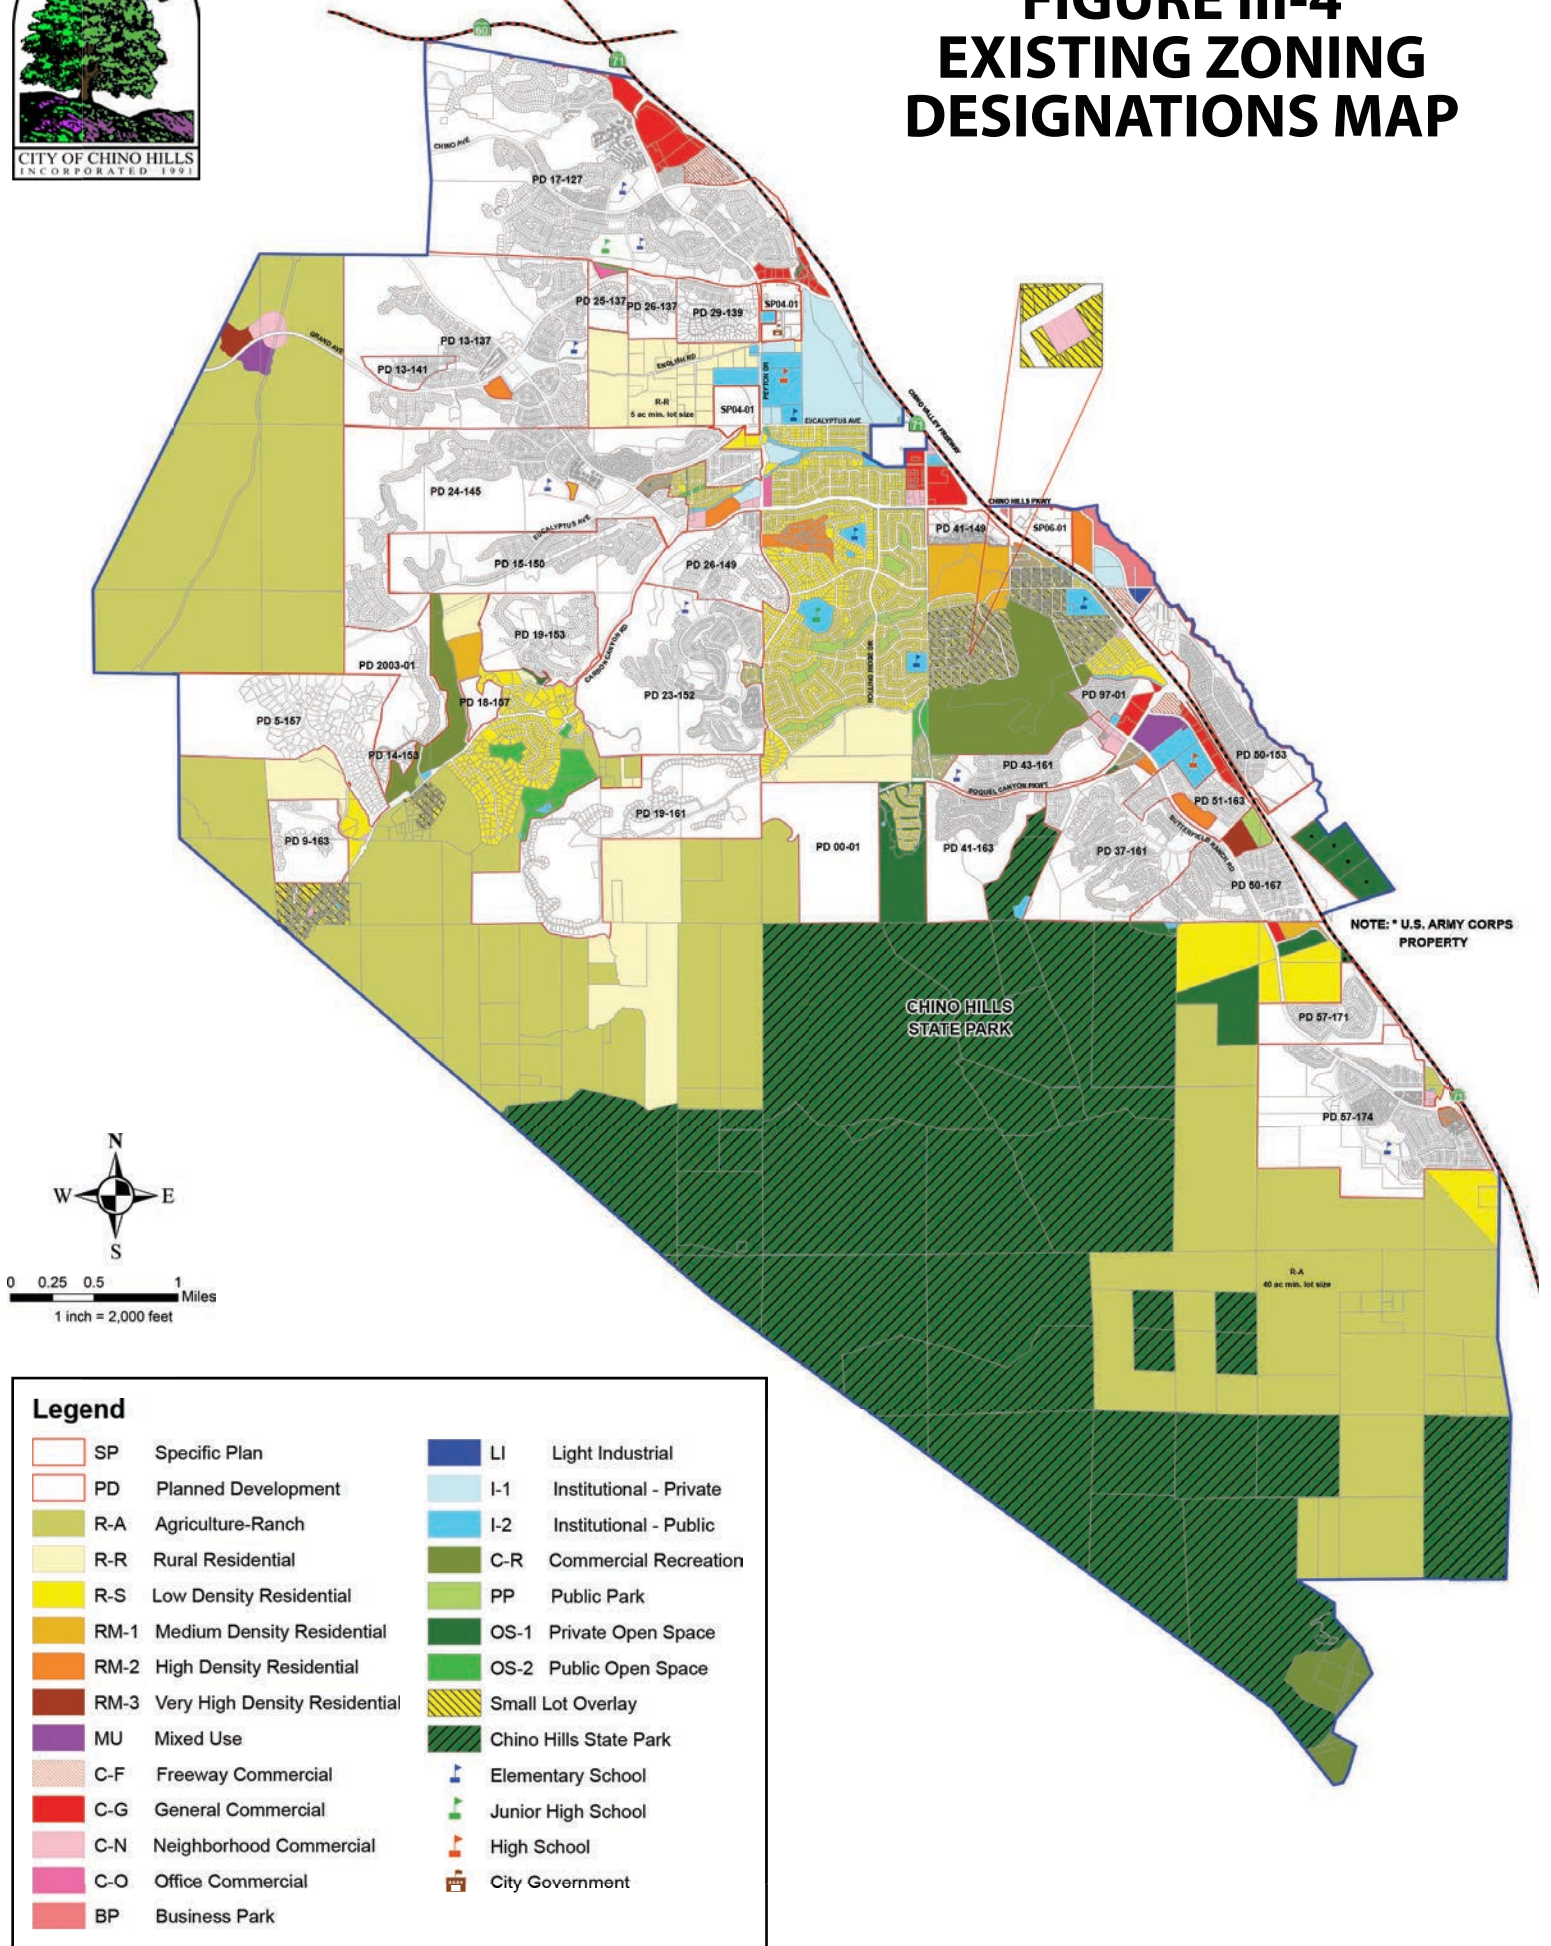 FIGURE III-4
EXISTING ZONING
DESIGNATIONS MAP
CITY OF CHINO HILLS
INCORPORATED 1991
60
71
CHINO AVE
PD 17-127
PD 25-137
PD 26-137
PD 29-139
SP04-01
GRAND AVE
PD 13-137
PD 13-141
ENGLISH RD
PEYTON DR
R-R
5 ac min. lot size
SP04-01
EUCALYPTUS AVE
71
CHINO VALLEY FREEWAY
PD 24-145
EUCALYPTUS AVE
CHINO HILLS PKWY
PD 41-149
SP06-01
PD 15-150
PD 26-149
PD 19-153
CARBON CANYON RD
ROLLING RIDGE DR
PD 2003-01
PD 18-157
PD 23-152
PD 97-01
PD 5-157
PD 14-153
PD 50-153
PD 43-161
SOQUEL CANYON PKWY
PD 51-163
PD 9-163
PD 19-161
PD 00-01
PD 41-163
PD 37-161
BUTTERFIELD RANCH RD
PD 50-167
NOTE: * U.S. ARMY CORPS
PROPERTY
CHINO HILLS
STATE PARK
PD 57-171
PD 57-174
71
R-A
40 ac min. lot size
N
W E
S
0 0.25 0.5 1
Miles
1 inch = 2,000 feet
Legend
SP Specific Plan
PD Planned Development
R-A Agriculture-Ranch
R-R Rural Residential
R-S Low Density Residential
RM-1 Medium Density Residential
RM-2 High Density Residential
RM-3 Very High Density Residential
MU Mixed Use
C-F Freeway Commercial
C-G General Commercial
C-N Neighborhood Commercial
C-O Office Commercial
BP Business Park
LI Light Industrial
I-1 Institutional - Private
I-2 Institutional - Public
C-R Commercial Recreation
PP Public Park
OS-1 Private Open Space
OS-2 Public Open Space
Small Lot Overlay
Chino Hills State Park
Elementary School
Junior High School
High School
City Government